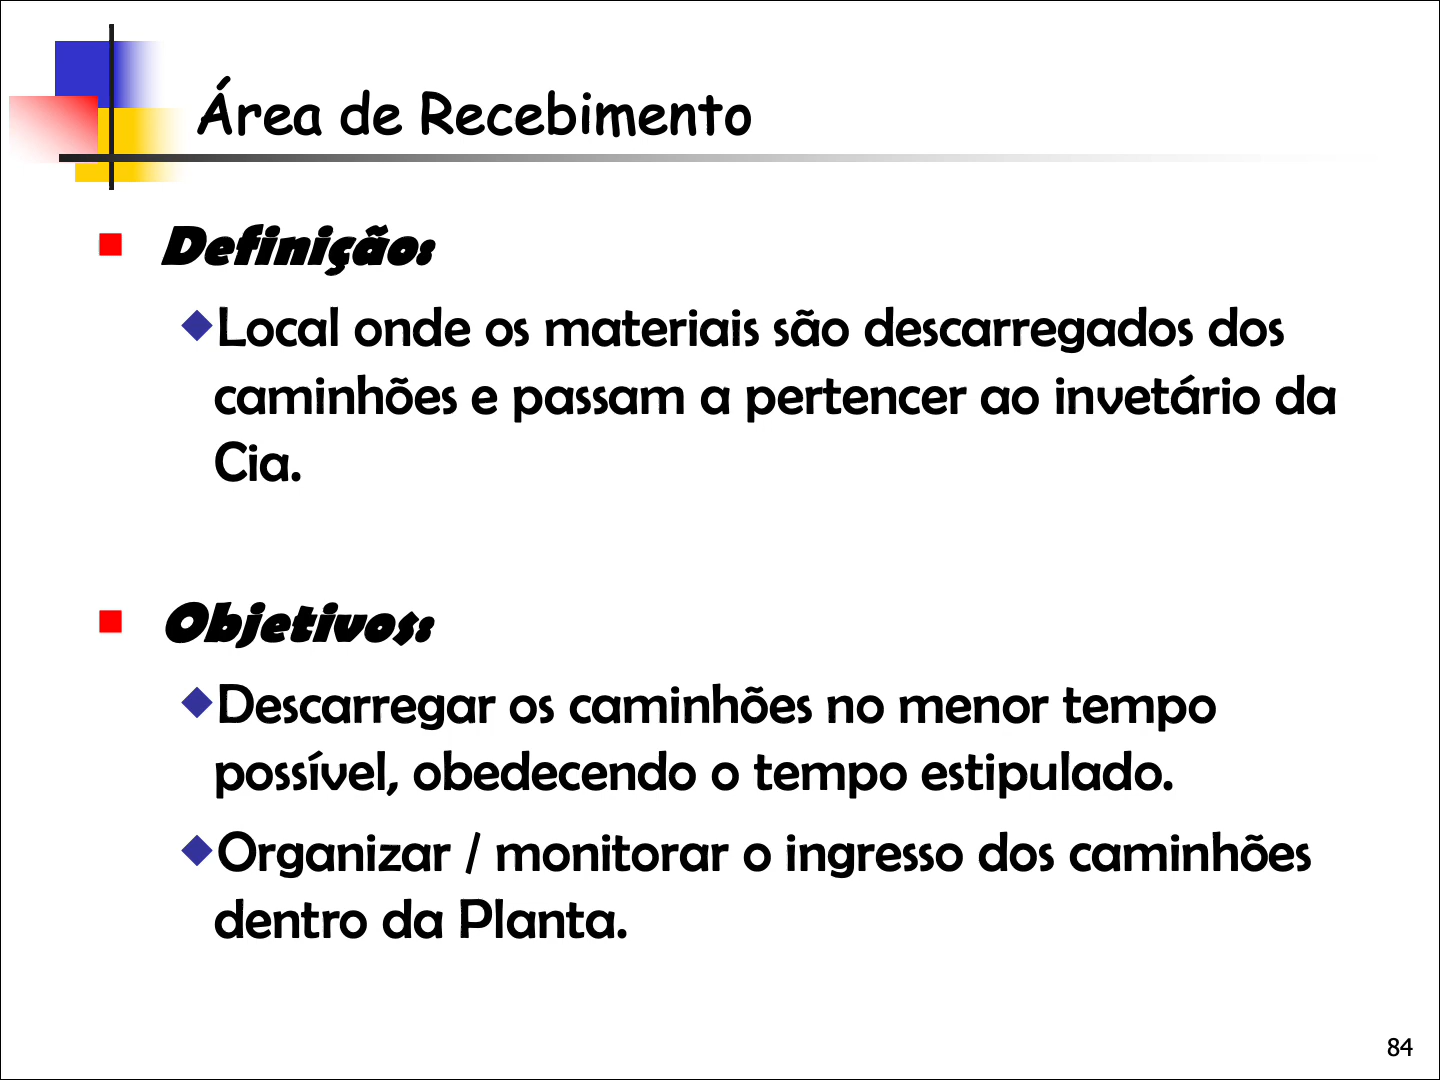 Área de Recebimento
Definição:
Local onde os materiais são descarregados dos
caminhões e passam a pertencer ao invetário da
Cia.
Objetivos:
Descarregar os caminhões no menor tempo
possível, obedecendo o tempo estipulado.
Organizar / monitorar o ingresso dos caminhões
dentro da Planta.
84